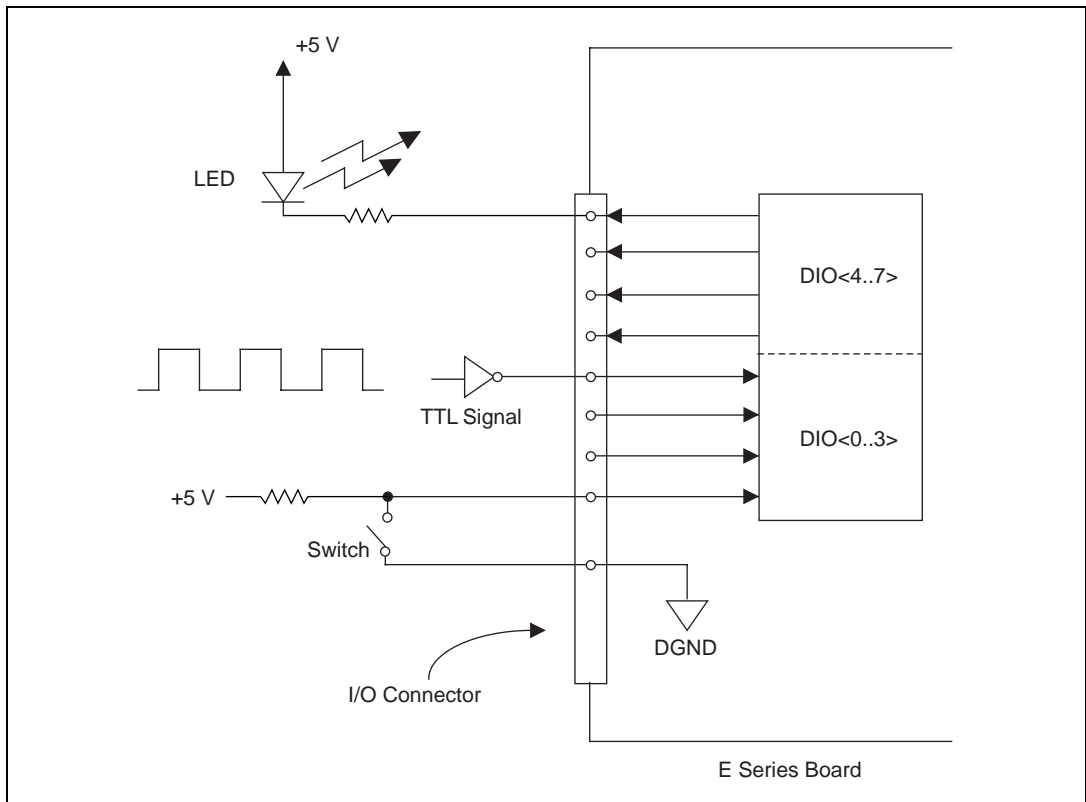 +5 V
LED
DIO<4..7>
TTL Signal
DIO<0..3>
+5 V
Switch
DGND
I/O Connector
E Series Board